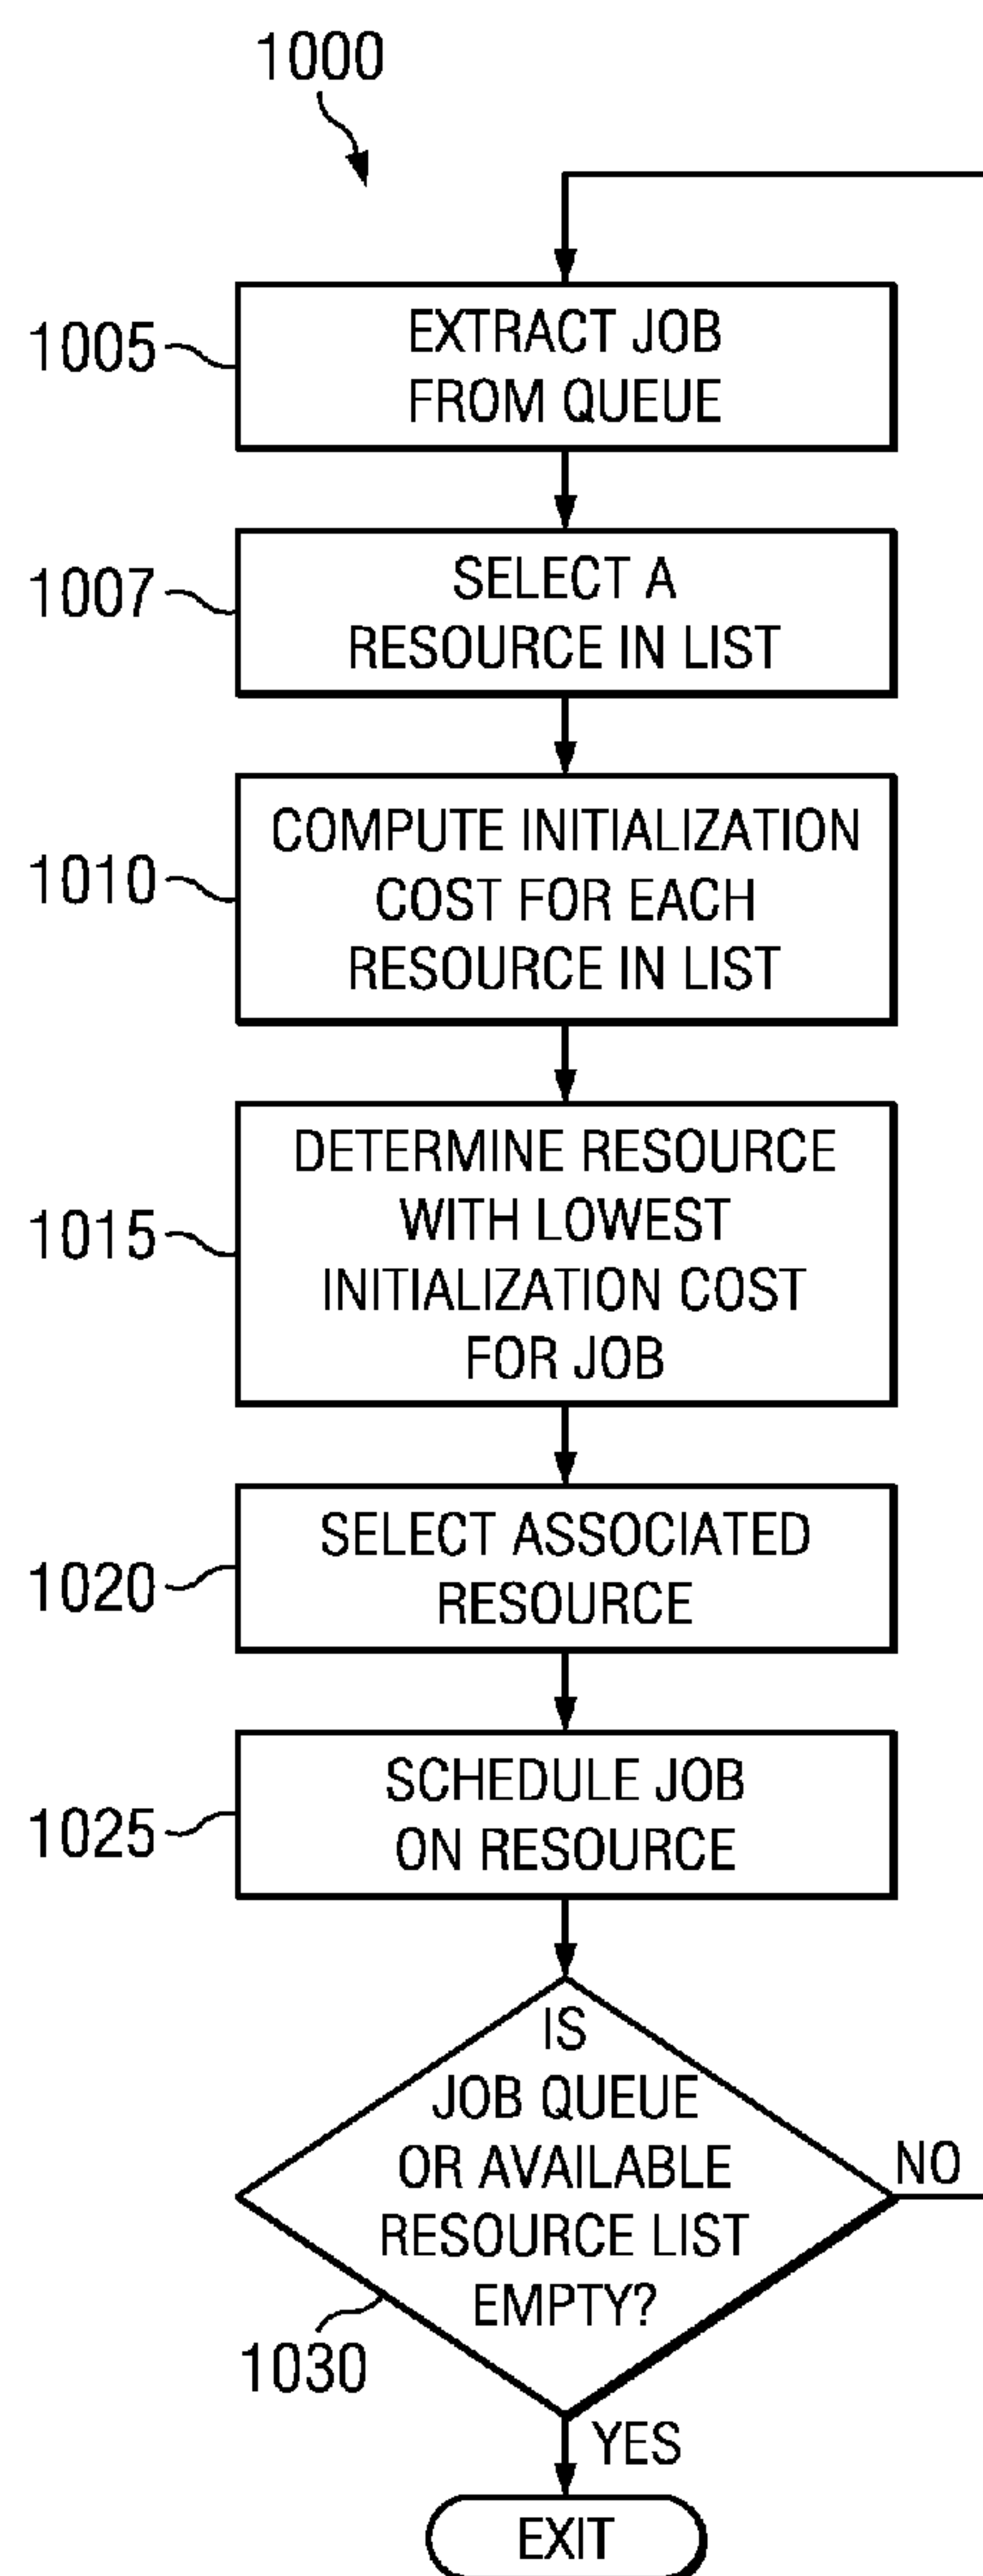 1000
1005
EXTRACT JOB
FROM QUEUE
1007
SELECT A
RESOURCE IN LIST
1010
COMPUTE INITIALIZATION
COST FOR EACH
RESOURCE IN LIST
1015
DETERMINE RESOURCE
WITH LOWEST
INITIALIZATION COST
FOR JOB
1020
SELECT ASSOCIATED
RESOURCE
1025
SCHEDULE JOB
ON RESOURCE
IS
JOB QUEUE
OR AVAILABLE
RESOURCE LIST
EMPTY?
NO
1030
YES
EXIT